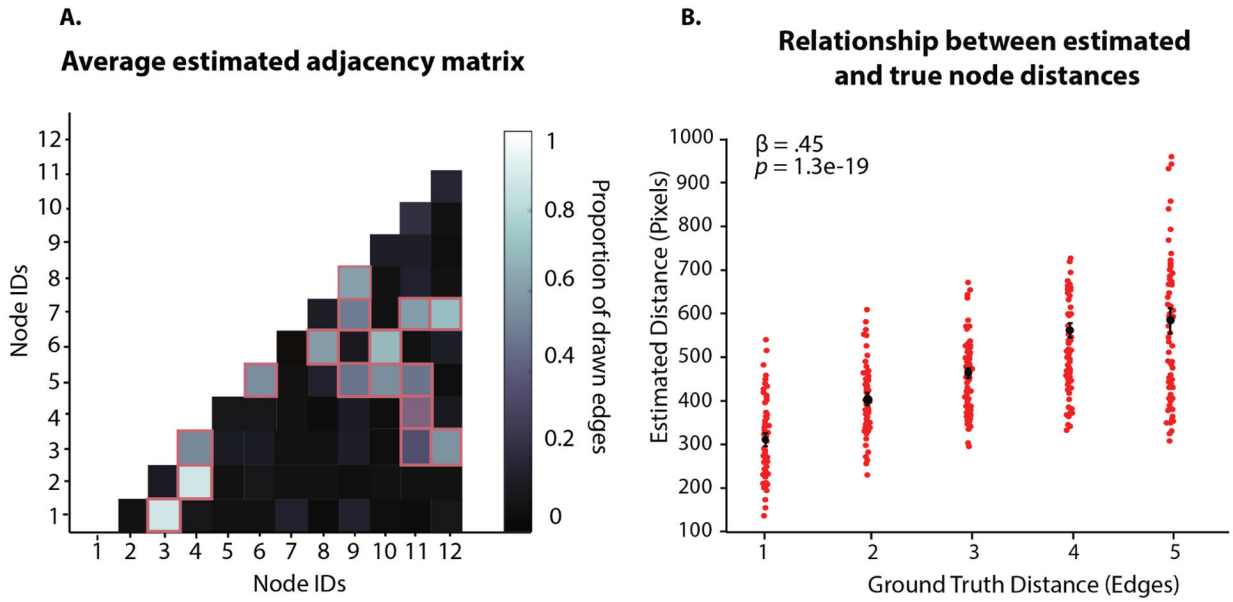 A.
Average estimated adjacency matrix
Node IDs
12
11
10
9
8
7
6
5
4
3
2
1
1 2 3 4 5 6 7 8 9 10 11 12
Node IDs
1
0.8
0.6
0.4
0.2
0
Proportion of drawn edges
B.
Relationship between estimated
and true node distances
β = .45
p = 1.3e-19
Estimated Distance (Pixels)
1000
900
800
700
600
500
400
300
200
100
1 2 3 4 5
Ground Truth Distance (Edges)